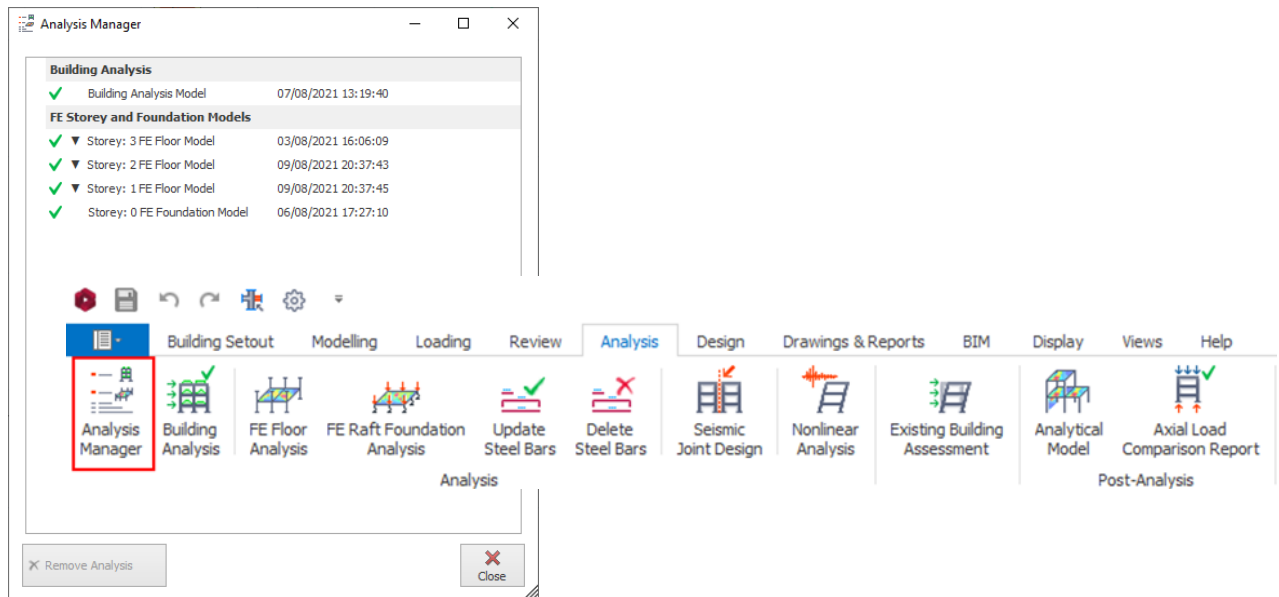 Analysis Manager
Building Analysis
Building Analysis Model 07/08/2021 13:19:40
FE Storey and Foundation Models
Storey: 3 FE Floor Model 03/08/2021 16:06:09
Storey: 2 FE Floor Model 09/08/2021 20:37:43
Storey: 1 FE Floor Model 09/08/2021 20:37:45
Storey: 0 FE Foundation Model 06/08/2021 17:27:10
Building Setout Modelling Loading Review Analysis Design Drawings & Reports BIM Display Views Help
Analysis Building FE Floor FE Raft Foundation Update Delete Seismic Nonlinear Existing Building Analytical Axial Load
Manager Analysis Analysis Analysis Steel Bars Steel Bars Joint Design Analysis Assessment Model Comparison Report
Analysis Post-Analysis
Remove Analysis
Close